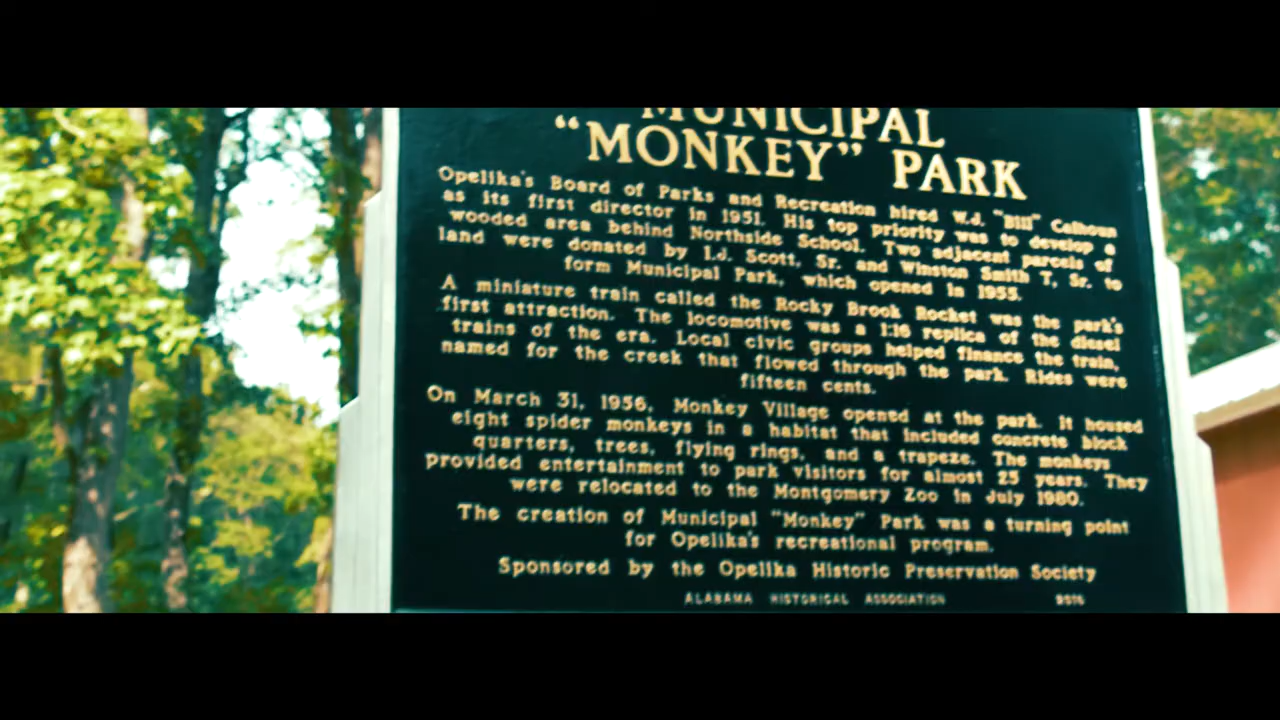 MUNICIPAL
“MONKEY” PARK
Opelika's Board of Parks and Recreation hired W.J. "Bill" Calhoun
as its first director in 1951. His top priority was to develop a
wooded area behind Northside School. Two adjacent parcels of
land were donated by I.J. Scott, Sr. and Winston Smith T, Sr. to
form Municipal Park, which opened in 1955.
A miniature train called the Rocky Brook Rocket was the park's
first attraction. The locomotive was a 1:16 replica of the diesel
trains of the era. Local civic groups helped finance the train,
named for the creek that flowed through the park. Rides were
fifteen cents.
On March 31, 1956, Monkey Village opened at the park. It housed
eight spider monkeys in a habitat that included concrete block
quarters, trees, flying rings, and a trapeze. The monkeys
provided entertainment to park visitors for almost 25 years. They
were relocated to the Montgomery Zoo in July 1980.
The creation of Municipal "Monkey" Park was a turning point
for Opelika's recreational program.
Sponsored by the Opelika Historic Preservation Society
ALABAMA HISTORICAL ASSOCIATION